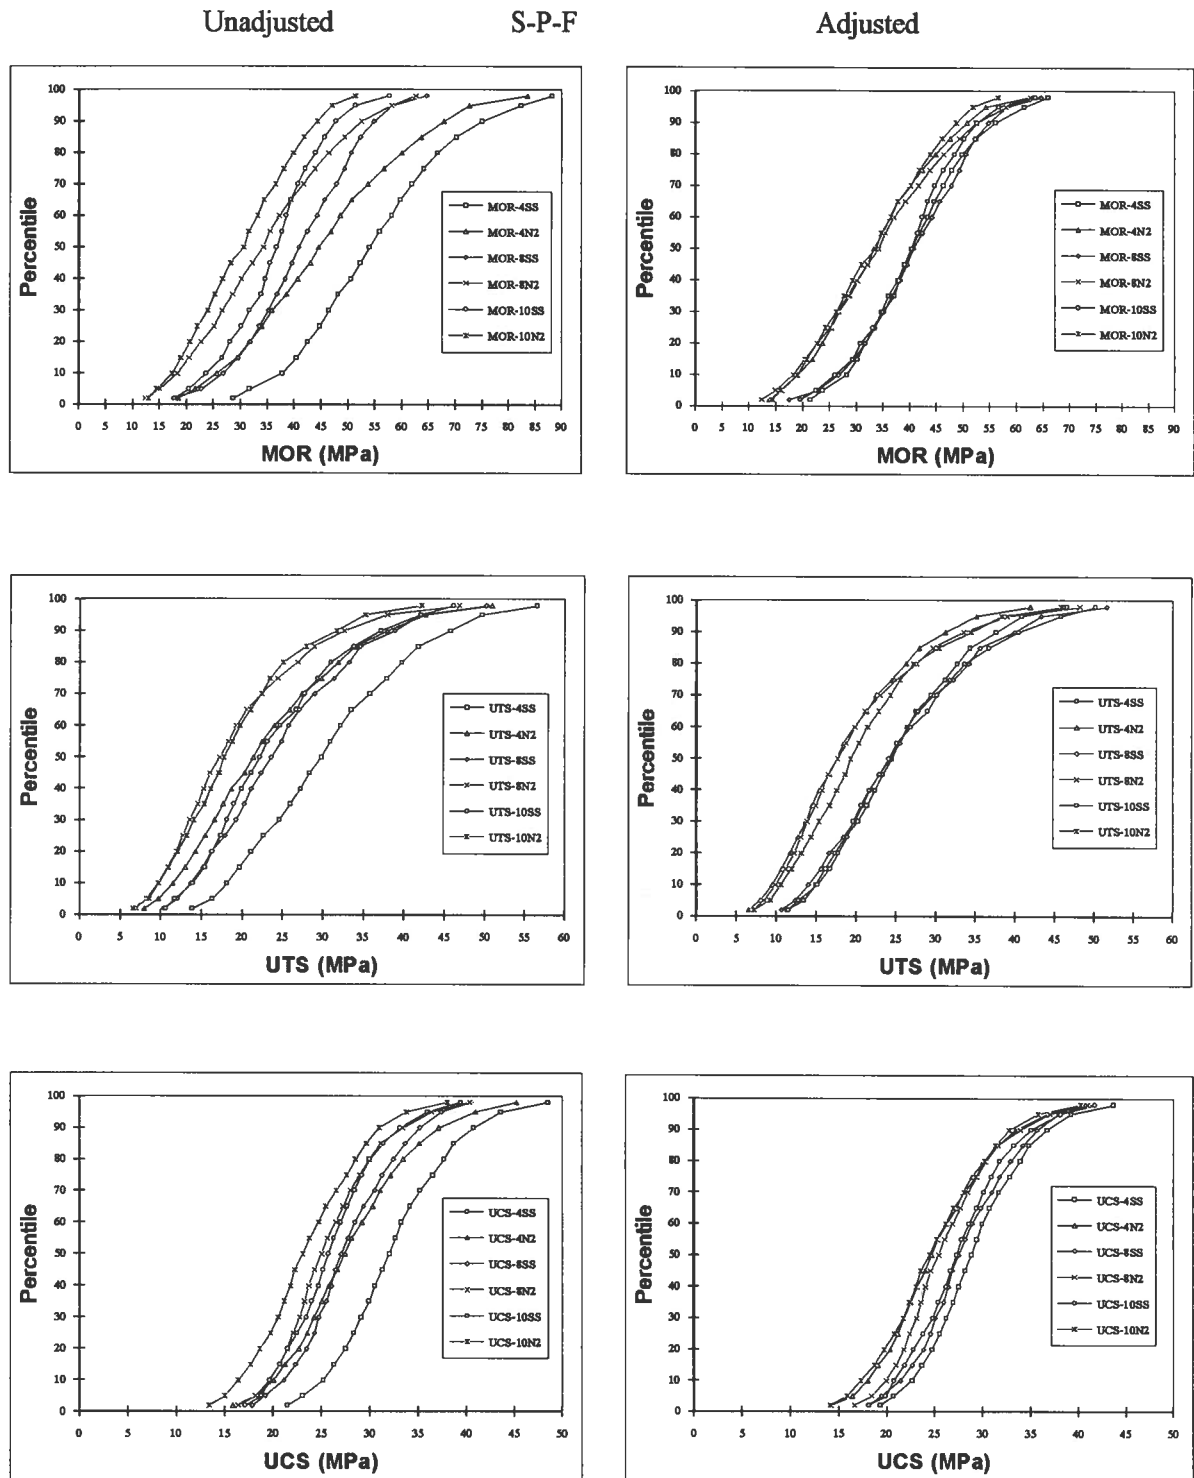 Unadjusted S-P-F Adjusted
100
90
80
70
60
50
40
30
20
10
0
Percentile
0 5 10 15 20 25 30 35 40 45 50 55 60 65 70 75 80 85 90
MOR (MPa)
MOR-4SS
MOR-4N2
MOR-8SS
MOR-8N2
MOR-10SS
MOR-10N2
100
90
80
70
60
50
40
30
20
10
0
Percentile
0 5 10 15 20 25 30 35 40 45 50 55 60 65 70 75 80 85 90
MOR (MPa)
MOR-4SS
MOR-4N2
MOR-8SS
MOR-8N2
MOR-10SS
MOR-10N2
100
90
80
70
60
50
40
30
20
10
0
Percentile
0 5 10 15 20 25 30 35 40 45 50 55 60
UTS (MPa)
UTS-4SS
UTS-4N2
UTS-8SS
UTS-8N2
UTS-10SS
UTS-10N2
100
90
80
70
60
50
40
30
20
10
0
Percentile
0 5 10 15 20 25 30 35 40 45 50 55 60
UTS (MPa)
UTS-4SS
UTS-4N2
UTS-8SS
UTS-8N2
UTS-10SS
UTS-10N2
100
90
80
70
60
50
40
30
20
10
0
Percentile
0 5 10 15 20 25 30 35 40 45 50
UCS (MPa)
UCS-4SS
UCS-4N2
UCS-8SS
UCS-8N2
UCS-10SS
UCS-10N2
100
90
80
70
60
50
40
30
20
10
0
Percentile
0 5 10 15 20 25 30 35 40 45 50
UCS (MPa)
UCS-4SS
UCS-4N2
UCS-8SS
UCS-8N2
UCS-10SS
UCS-10N2